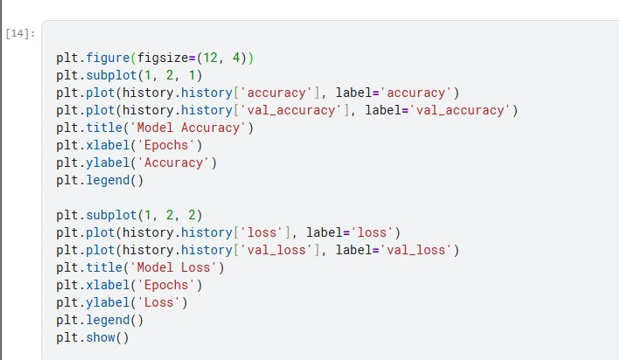 [14]:
plt.figure(figsize=(12, 4))
plt.subplot(1, 2, 1)
plt.plot(history.history['accuracy'], label='accuracy')
plt.plot(history.history['val_accuracy'], label='val_accuracy')
plt.title('Model Accuracy')
plt.xlabel('Epochs')
plt.ylabel('Accuracy')
plt.legend()

plt.subplot(1, 2, 2)
plt.plot(history.history['loss'], label='loss')
plt.plot(history.history['val_loss'], label='val_loss')
plt.title('Model Loss')
plt.xlabel('Epochs')
plt.ylabel('Loss')
plt.legend()
plt.show()